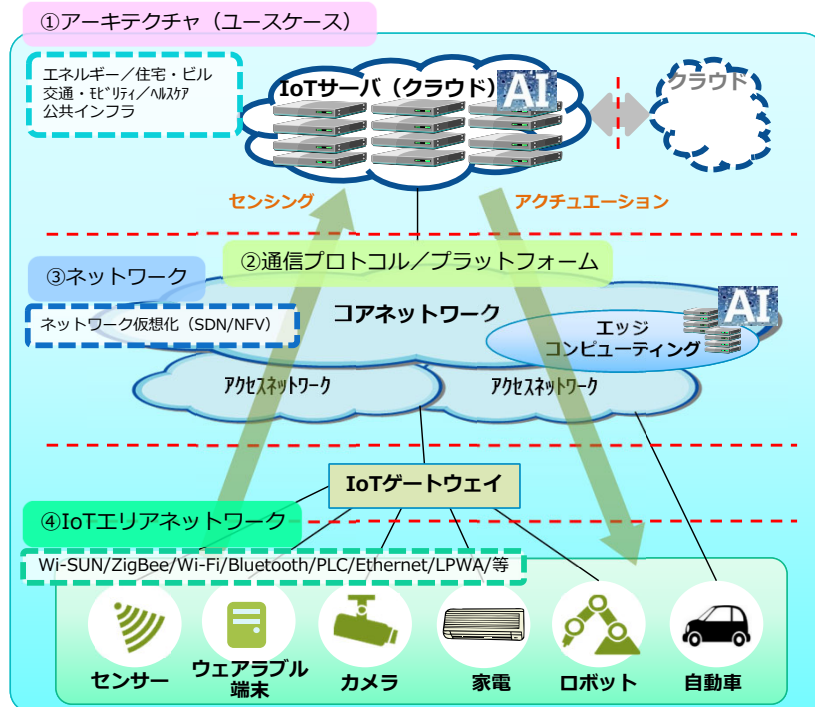 ①アーキテクチャ（ユースケース）
エネルギー／住宅・ビル
交通・ﾓﾋﾞﾘﾃｨ／ﾍﾙｽｹｱ
公共インフラ
IoTサーバ（クラウド）
AI
クラウド
センシング
アクチュエーション
②通信プロトコル／プラットフォーム
③ネットワーク
ネットワーク仮想化（SDN/NFV）
コアネットワーク
AI
エッジ
コンピューティング
ｱｸｾｽﾈｯﾄﾜｰｸ
ｱｸｾｽﾈｯﾄﾜｰｸ
IoTゲートウェイ
④IoTエリアネットワーク
Wi-SUN/ZigBee/Wi-Fi/Bluetooth/PLC/Ethernet/LPWA/等
センサー
ウェアラブル
端末
カメラ
家電
ロボット
自動車